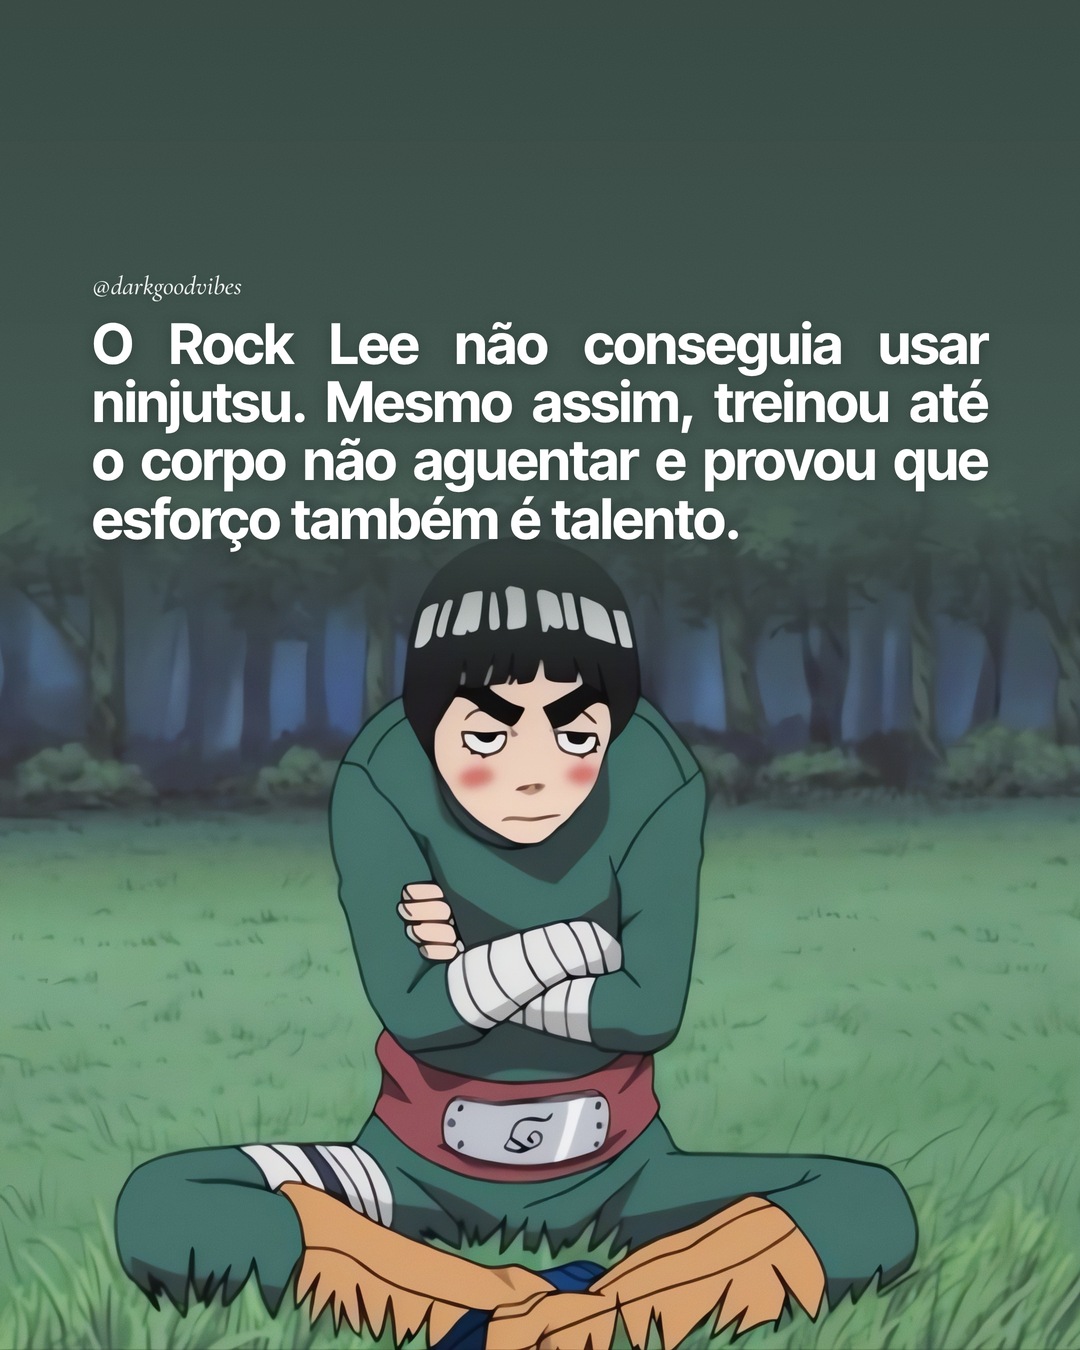 @darkgoodvibes
O Rock Lee não conseguia usar
ninjutsu. Mesmo assim, treinou até
o corpo não aguentar e provou que
esforço também é talento.